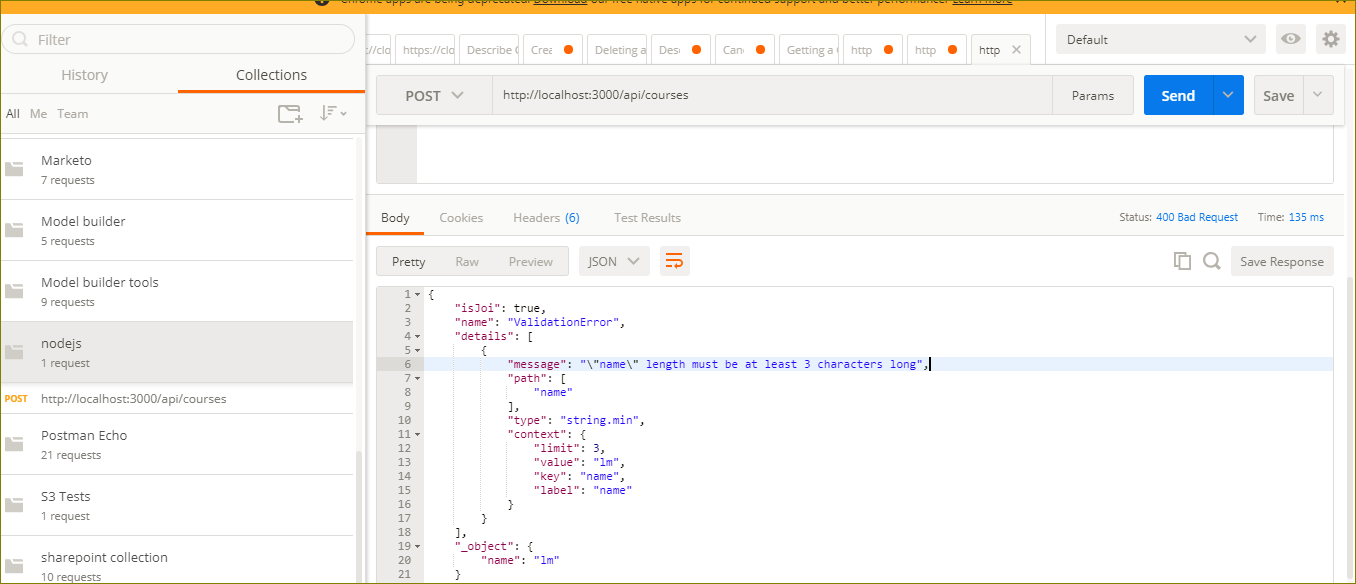 Chrome apps are being deprecated. Download our free native apps for continued support and better performance. Learn more
Filter
History
Collections
All Me Team
Marketo
7 requests
Model builder
5 requests
Model builder tools
9 requests
nodejs
1 request
POST http://localhost:3000/api/courses
Postman Echo
21 requests
S3 Tests
1 request
sharepoint collection
10 requests
://clo
https://clo
Describe
Cre
Deleting a
Des
Can
Getting a
http
http
http
Default
POST
http://localhost:3000/api/courses
Params
Send
Save
Body
Cookies
Headers (6)
Test Results
Status: 400 Bad Request
Time: 135 ms
Pretty
Raw
Preview
JSON
Save Response
1 {
2 "isJoi": true,
3 "name": "ValidationError",
4 "details": [
5 {
6 "message": "\"name\" length must be at least 3 characters long",
7 "path": [
8 "name"
9 ],
10 "type": "string.min",
11 "context": {
12 "limit": 3,
13 "value": "lm",
14 "key": "name",
15 "label": "name"
16 }
17 }
18 ],
19 "_object": {
20 "name": "lm"
21 }